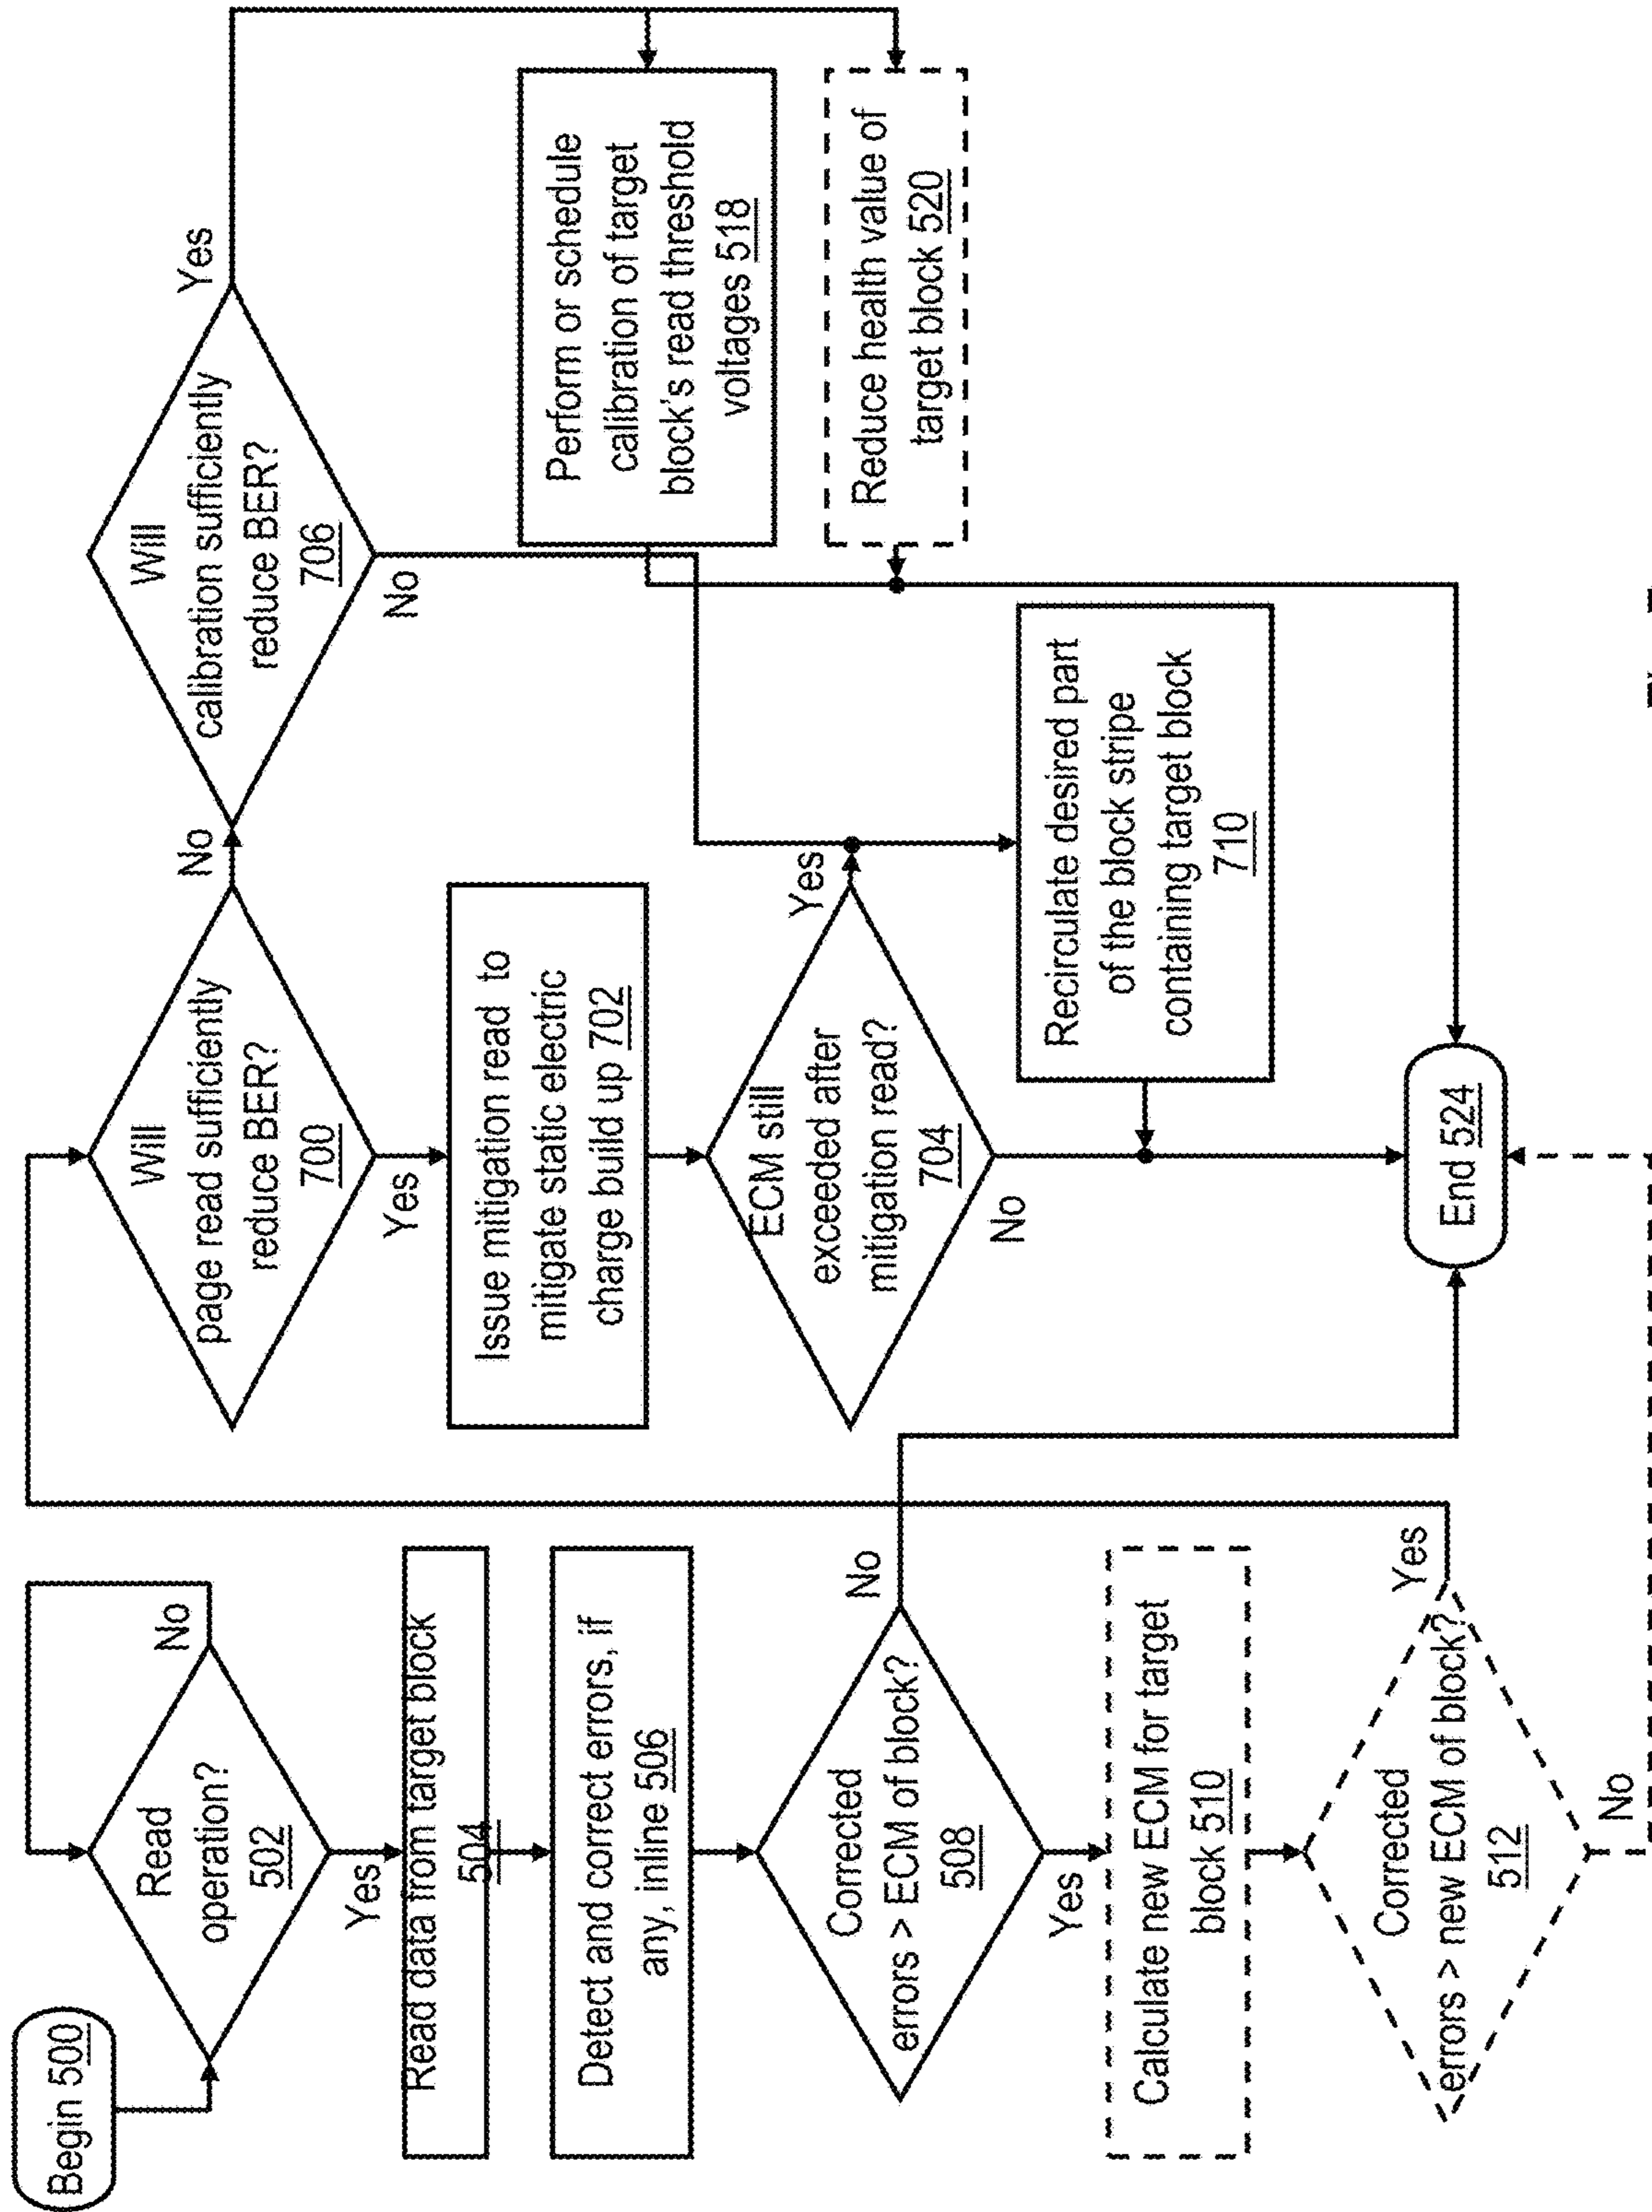 Begin 500
Read
operation?
502
No
Yes
Read data from target block
504
Detect and correct errors, if
any, inline 506
Corrected
errors > ECM of block?
508
No
Yes
Calculate new ECM for target
block 510
Corrected
errors > new ECM of block?
512
Yes
No
Will
page read sufficiently
reduce BER?
700
No
Yes
Issue mitigation read to
mitigate static electric
charge build up 702
ECM still
exceeded after
mitigation read?
704
Yes
No
End 524
Will
calibration sufficiently
reduce BER?
706
Yes
No
Perform or schedule
calibration of target
block's read threshold
voltages 518
Reduce health value of
target block 520
Recirculate desired part
of the block stripe
containing target block
710